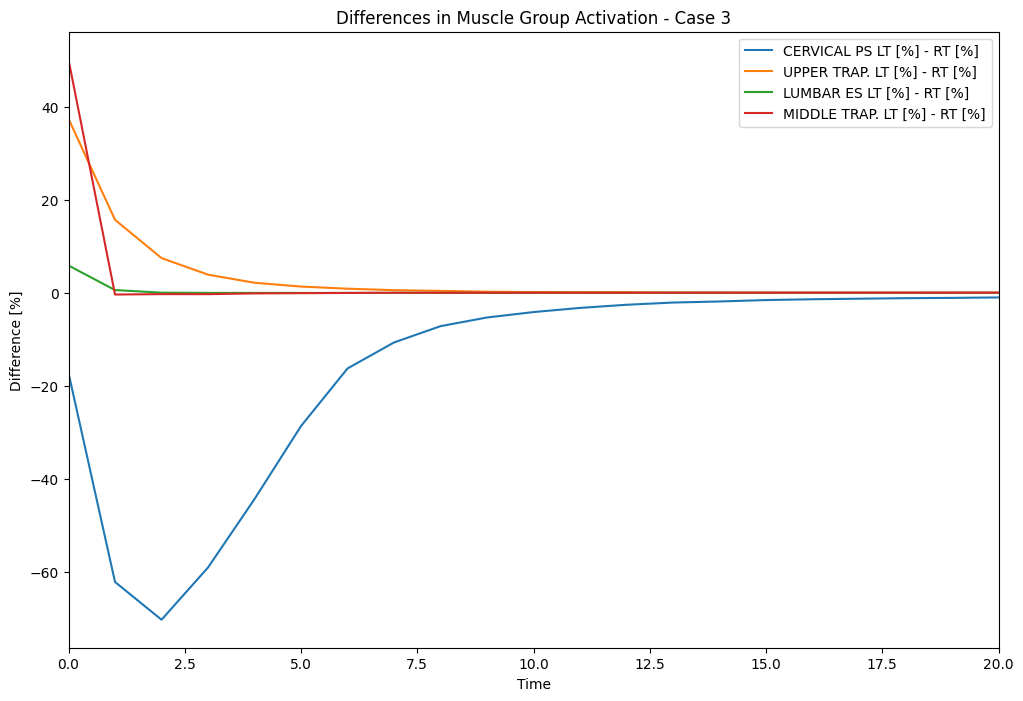 Differences in Muscle Group Activation - Case 3
CERVICAL PS LT [%] - RT [%]
UPPER TRAP. LT [%] - RT [%]
LUMBAR ES LT [%] - RT [%]
MIDDLE TRAP. LT [%] - RT [%]
Difference [%]
40
20
0
−20
−40
−60
0.0 2.5 5.0 7.5 10.0 12.5 15.0 17.5 20.0
Time